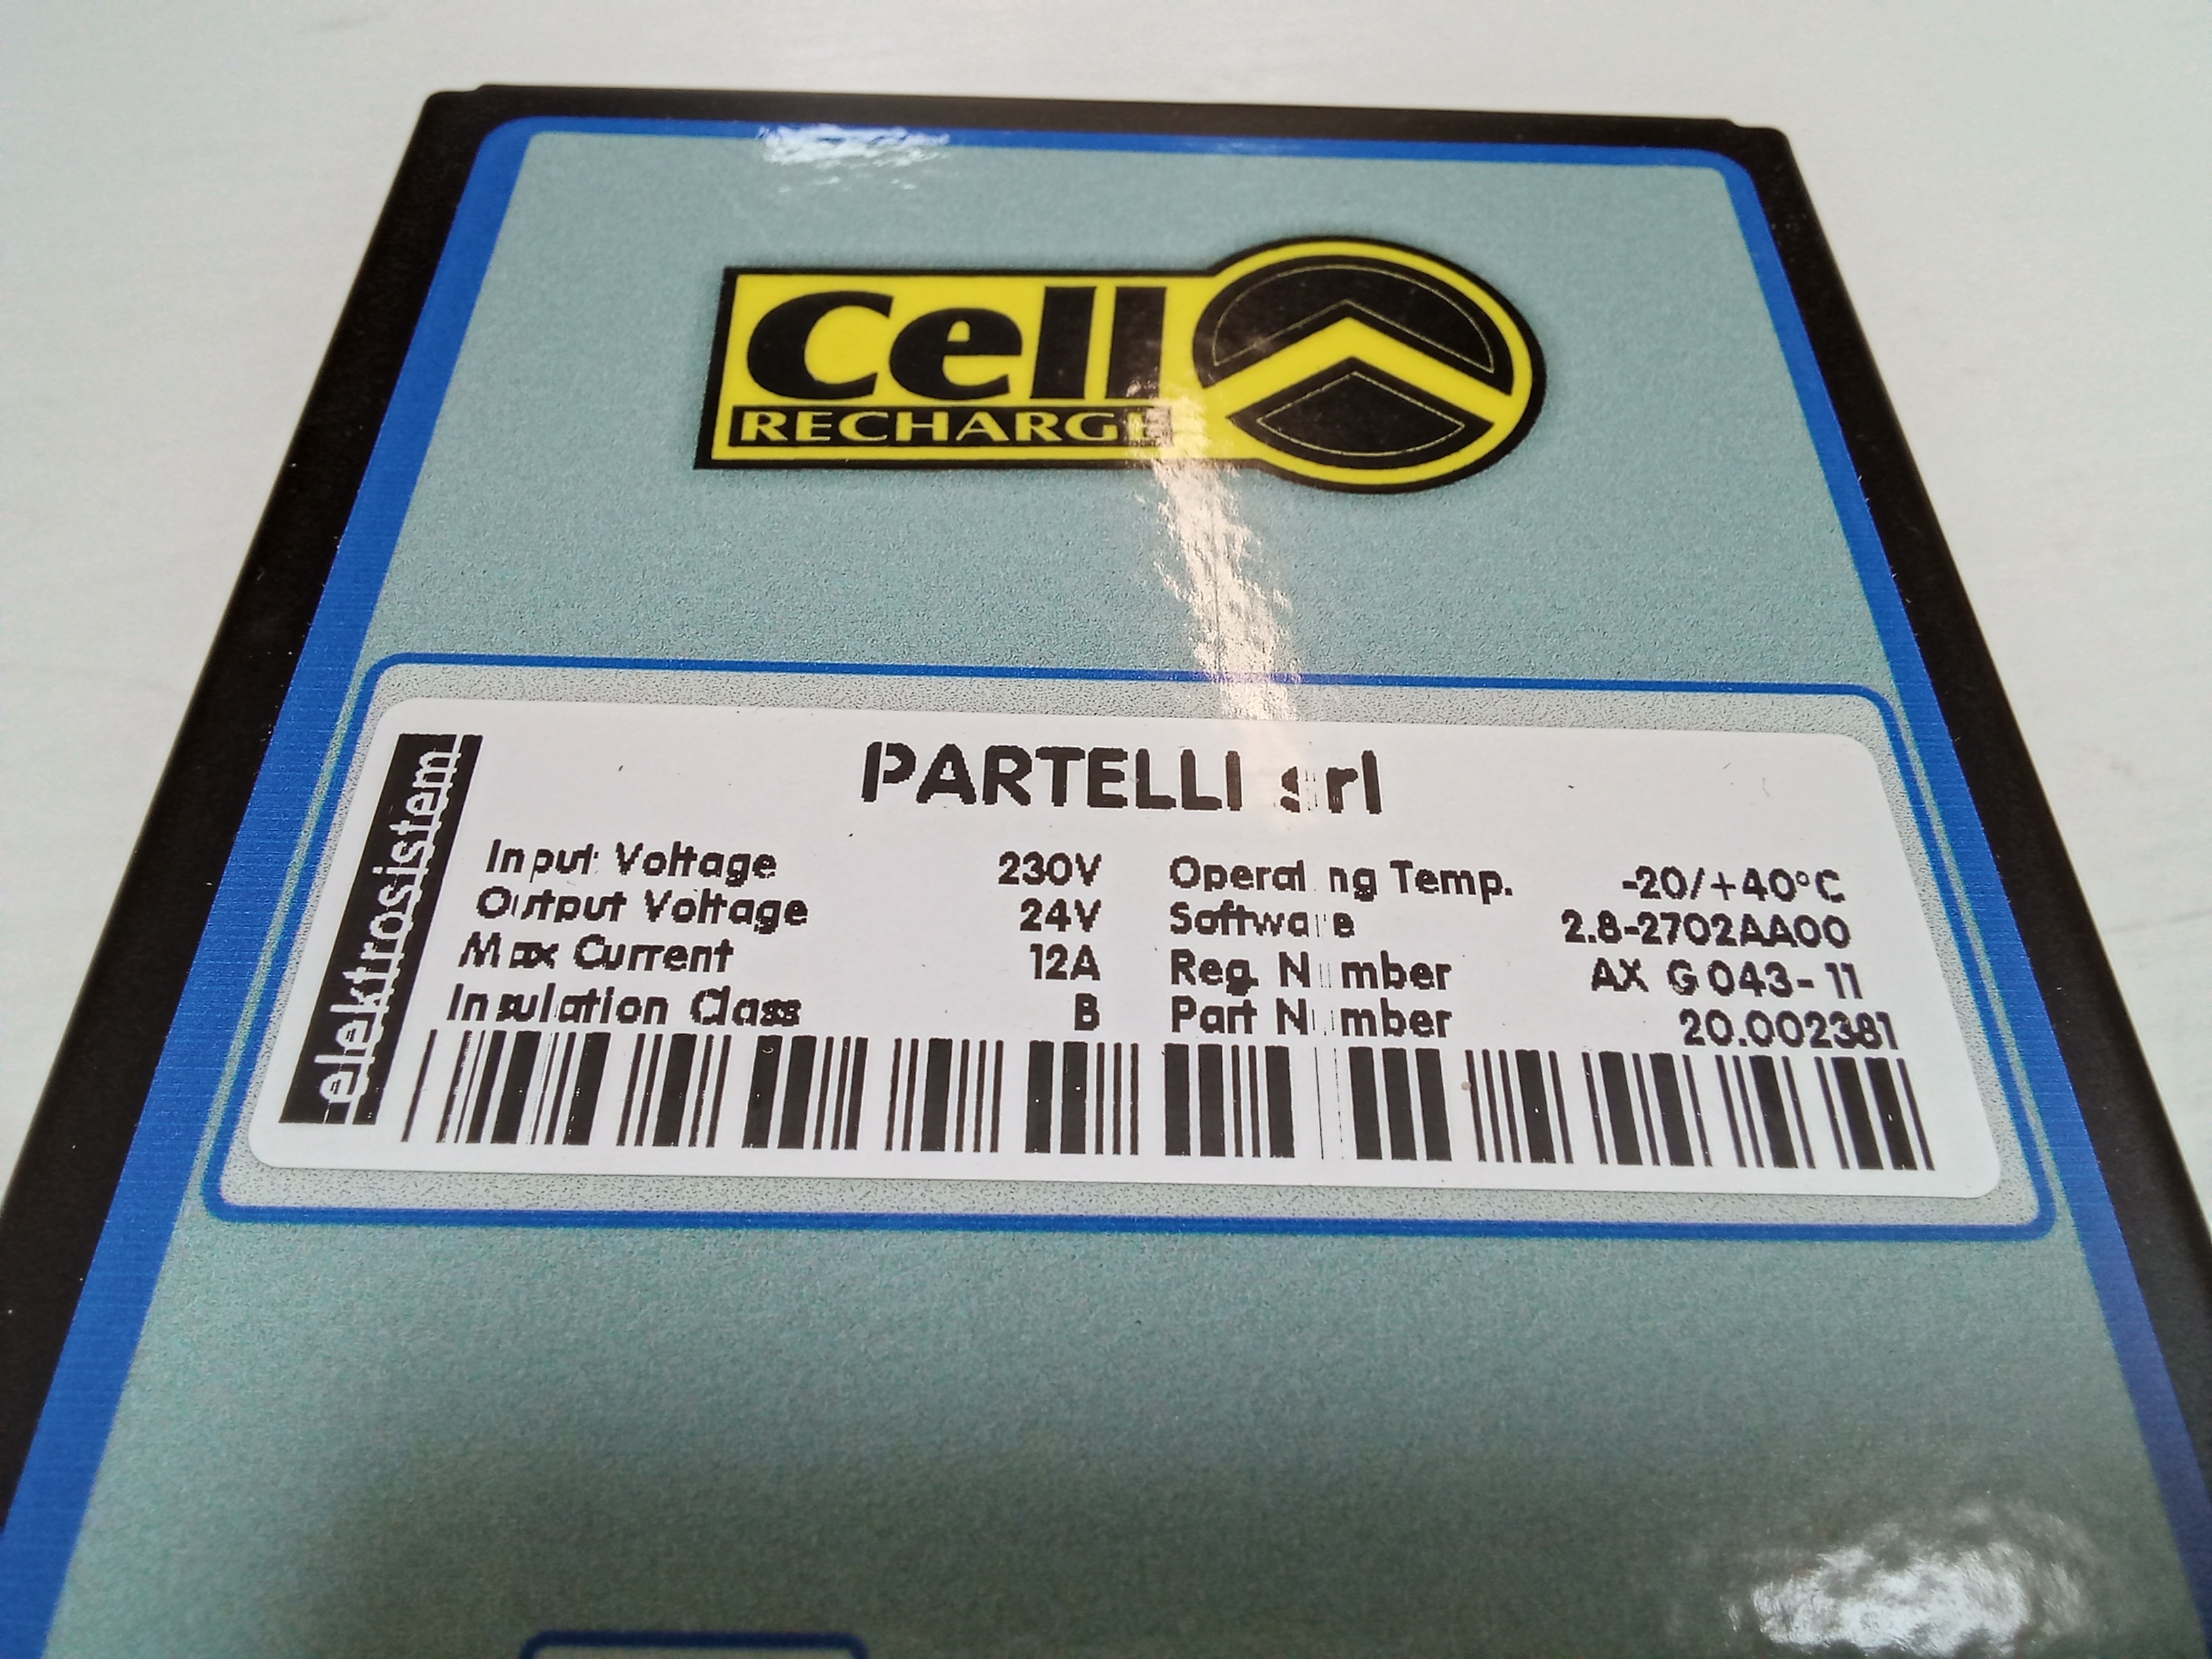 Cell
RECHARGE
elektrosistem
PARTELLI srl
Input Voltage 230V Operating Temp. -20/+40°C
Output Voltage 24V Software 2.8-2702AA00
Max Current 12A Reg. Number AX G043-11
Insulation Class B Part Number 20.002381